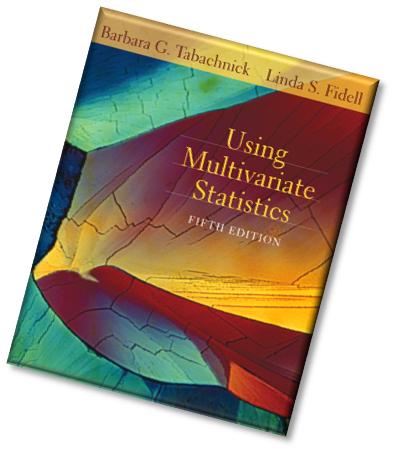 Barbara G. Tabachnick Linda S. Fidell
Using
Multivariate
Statistics
FIFTH EDITION